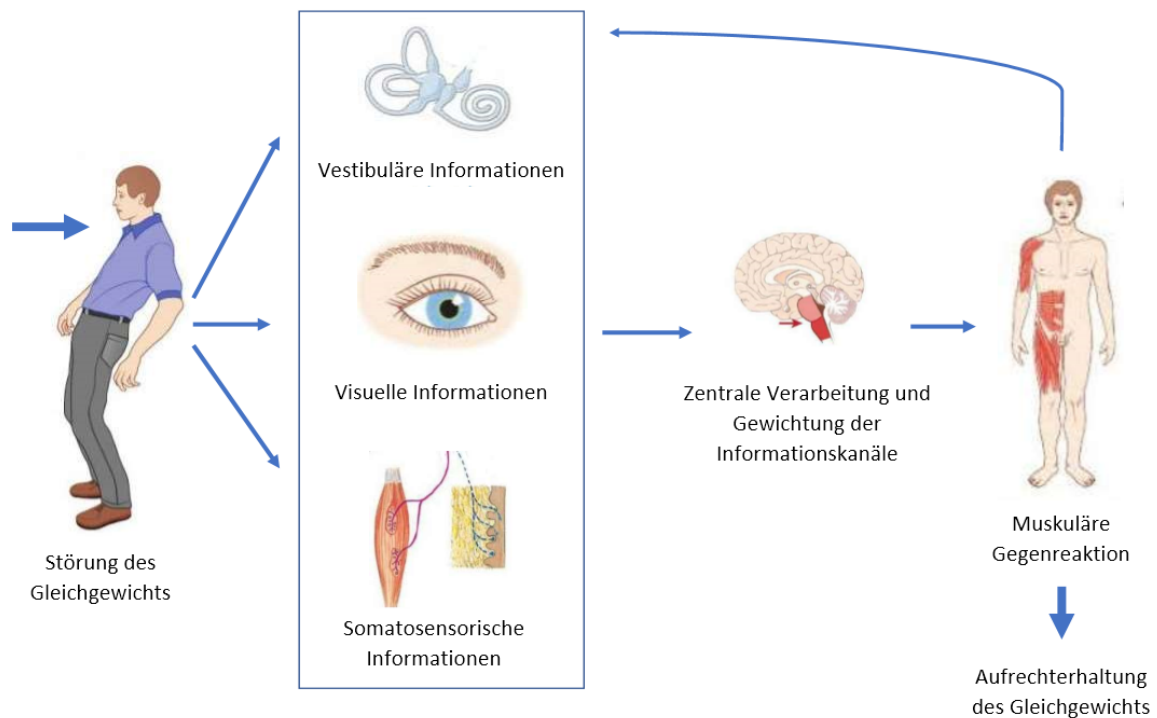 Vestibuläre Informationen
Visuelle Informationen
Somatosensorische
Informationen
Störung des
Gleichgewichts
Zentrale Verarbeitung und
Gewichtung der
Informationskanäle
Muskuläre
Gegenreaktion
Aufrechterhaltung
des Gleichgewichts